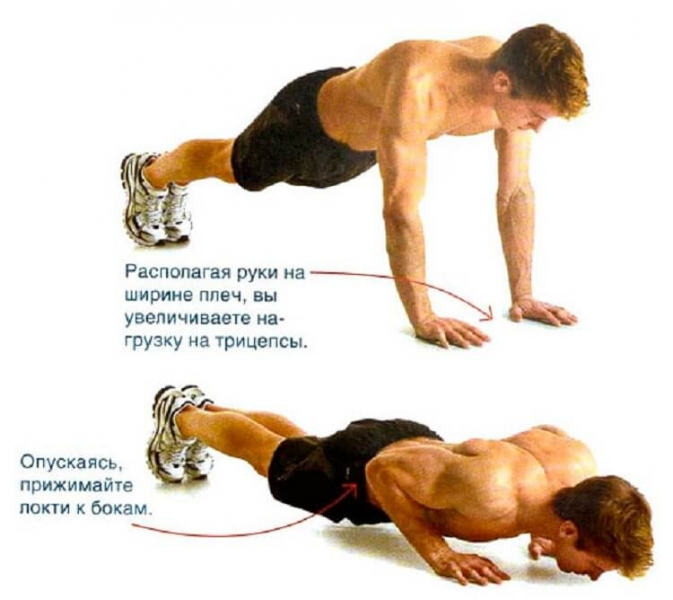 Располагая руки на
ширине плеч, вы
увеличиваете на-
грузку на трицепсы.
Опускаясь,
прижимайте
локти к бокам.